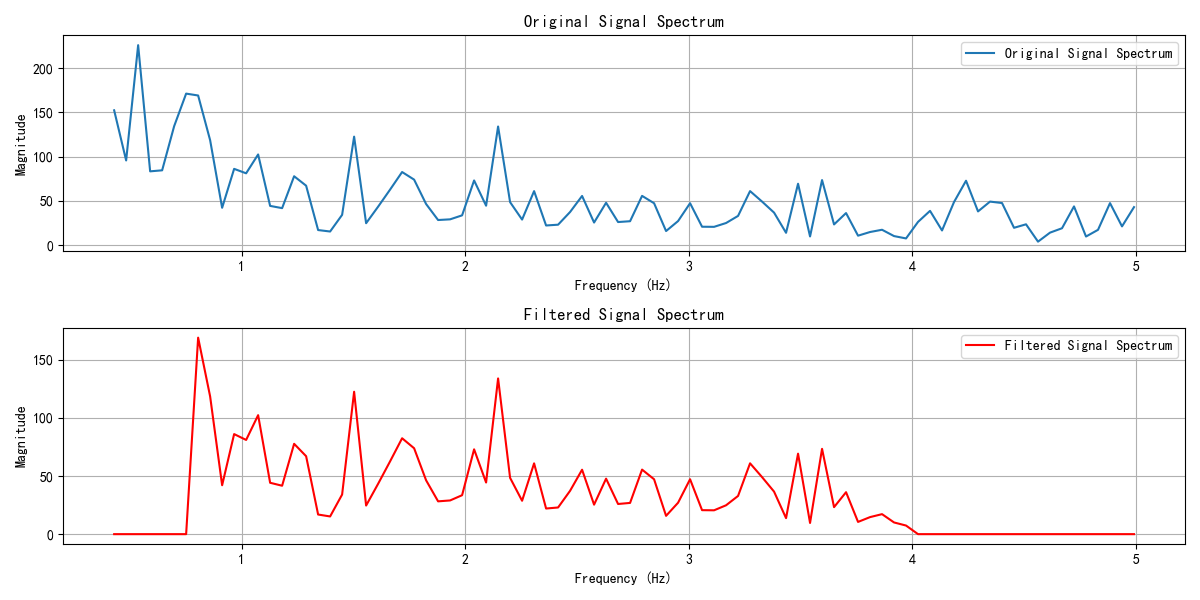 Original Signal Spectrum
Original Signal Spectrum
Magnitude
200
150
100
50
0
1 2 3 4 5
Frequency (Hz)
Filtered Signal Spectrum
Filtered Signal Spectrum
Magnitude
150
100
50
0
1 2 3 4 5
Frequency (Hz)